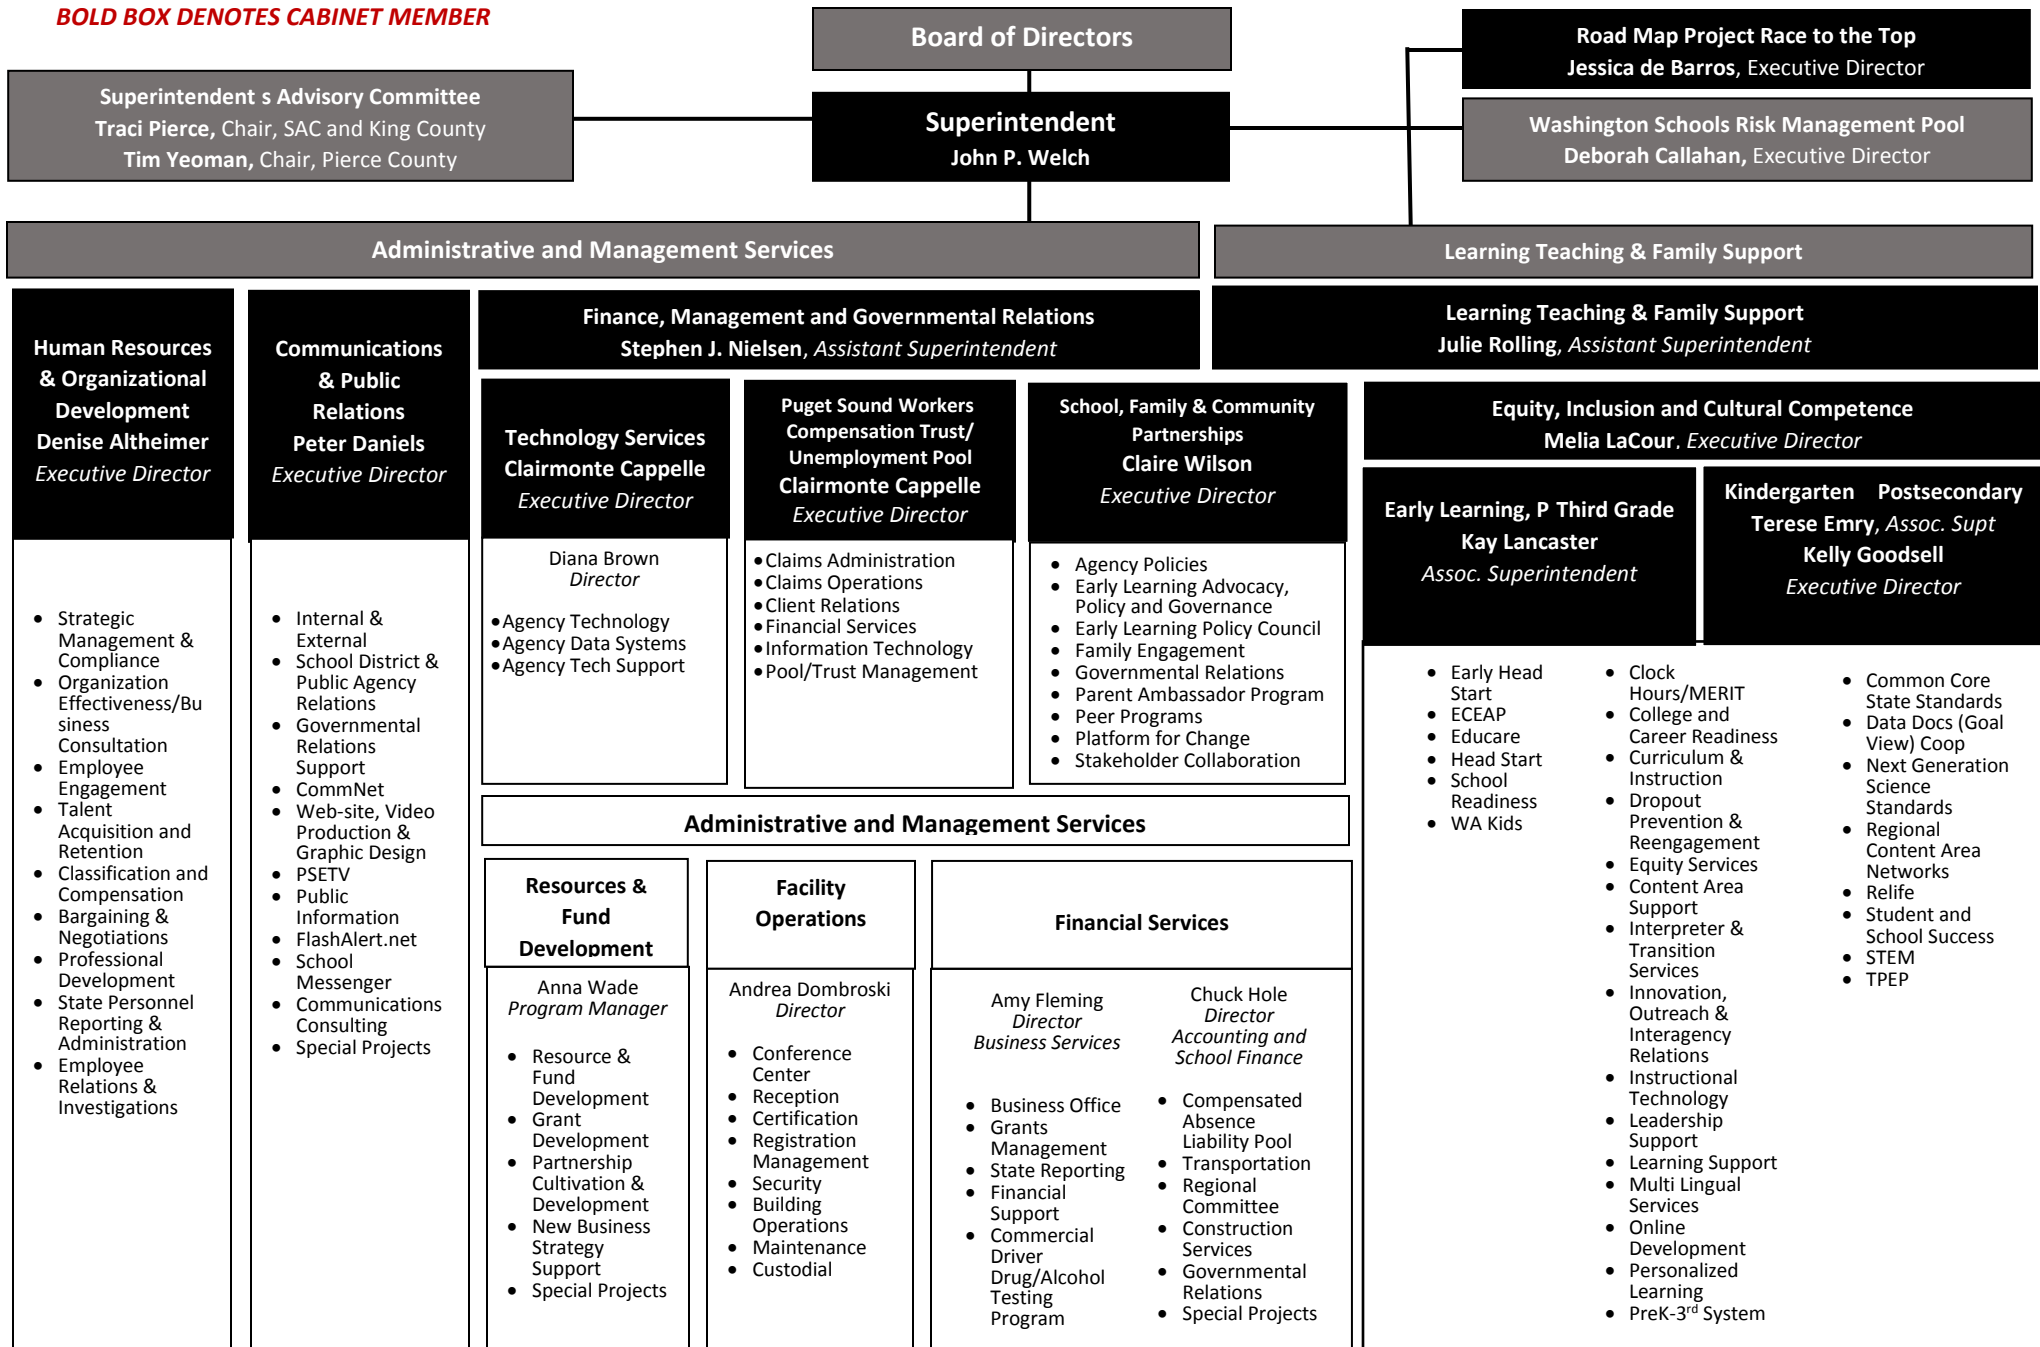 BOLD BOX DENOTES CABINET MEMBER
Board of Directors
Road Map Project Race to the Top
Jessica de Barros, Executive Director
Superintendent s Advisory Committee
Traci Pierce, Chair, SAC and King County
Tim Yeoman, Chair, Pierce County
Superintendent
John P. Welch
Washington Schools Risk Management Pool
Deborah Callahan, Executive Director
Administrative and Management Services
Learning Teaching & Family Support
Human Resources
& Organizational
Development
Denise Altheimer
Executive Director
Communications
& Public
Relations
Peter Daniels
Executive Director
Finance, Management and Governmental Relations
Stephen J. Nielsen, Assistant Superintendent
Learning Teaching & Family Support
Julie Rolling, Assistant Superintendent
Technology Services
Clairmonte Cappelle
Executive Director
Puget Sound Workers
Compensation Trust/
Unemployment Pool
Clairmonte Cappelle
Executive Director
School, Family & Community
Partnerships
Claire Wilson
Executive Director
Equity, Inclusion and Cultural Competence
Melia LaCour, Executive Director
Early Learning, P Third Grade
Kay Lancaster
Assoc. Superintendent
Kindergarten Postsecondary
Terese Emry, Assoc. Supt
Kelly Goodsell
Executive Director
• Strategic
Management &
Compliance
• Organization
Effectiveness/Bu
siness
Consultation
• Employee
Engagement
• Talent
Acquisition and
Retention
• Classification and
Compensation
• Bargaining &
Negotiations
• Professional
Development
• State Personnel
Reporting &
Administration
• Employee
Relations &
Investigations
• Internal &
External
• School District &
Public Agency
Relations
• Governmental
Relations
Support
• CommNet
• Web-site, Video
Production &
Graphic Design
• PSETV
• Public
Information
• FlashAlert.net
• School
Messenger
• Communications
Consulting
• Special Projects
Diana Brown
Director
• Agency Technology
• Agency Data Systems
• Agency Tech Support
• Claims Administration
• Claims Operations
• Client Relations
• Financial Services
• Information Technology
• Pool/Trust Management
• Agency Policies
• Early Learning Advocacy,
Policy and Governance
• Early Learning Policy Council
• Family Engagement
• Governmental Relations
• Parent Ambassador Program
• Peer Programs
• Platform for Change
• Stakeholder Collaboration
Administrative and Management Services
Resources &
Fund
Development
Anna Wade
Program Manager
• Resource &
Fund
Development
• Grant
Development
• Partnership
Cultivation &
Development
• New Business
Strategy
Support
• Special Projects
Facility
Operations
Andrea Dombroski
Director
• Conference
Center
• Reception
• Certification
• Registration
Management
• Security
• Building
Operations
• Maintenance
• Custodial
Financial Services
Amy Fleming
Director
Business Services
• Business Office
• Grants
Management
• State Reporting
• Financial
Support
• Commercial
Driver
Drug/Alcohol
Testing
Program
Chuck Hole
Director
Accounting and
School Finance
• Compensated
Absence
Liability Pool
• Transportation
• Regional
Committee
• Construction
Services
• Governmental
Relations
• Special Projects
• Early Head
Start
• ECEAP
• Educare
• Head Start
• School
Readiness
• WA Kids
• Clock
Hours/MERIT
• College and
Career Readiness
• Curriculum &
Instruction
• Dropout
Prevention &
Reengagement
• Equity Services
• Content Area
Support
• Interpreter &
Transition
Services
• Innovation,
Outreach &
Interagency
Relations
• Instructional
Technology
• Leadership
Support
• Learning Support
• Multi Lingual
Services
• Online
Development
• Personalized
Learning
• PreK-3rd System
• Common Core
State Standards
• Data Docs (Goal
View) Coop
• Next Generation
Science
Standards
• Regional
Content Area
Networks
• Relife
• Student and
School Success
• STEM
• TPEP